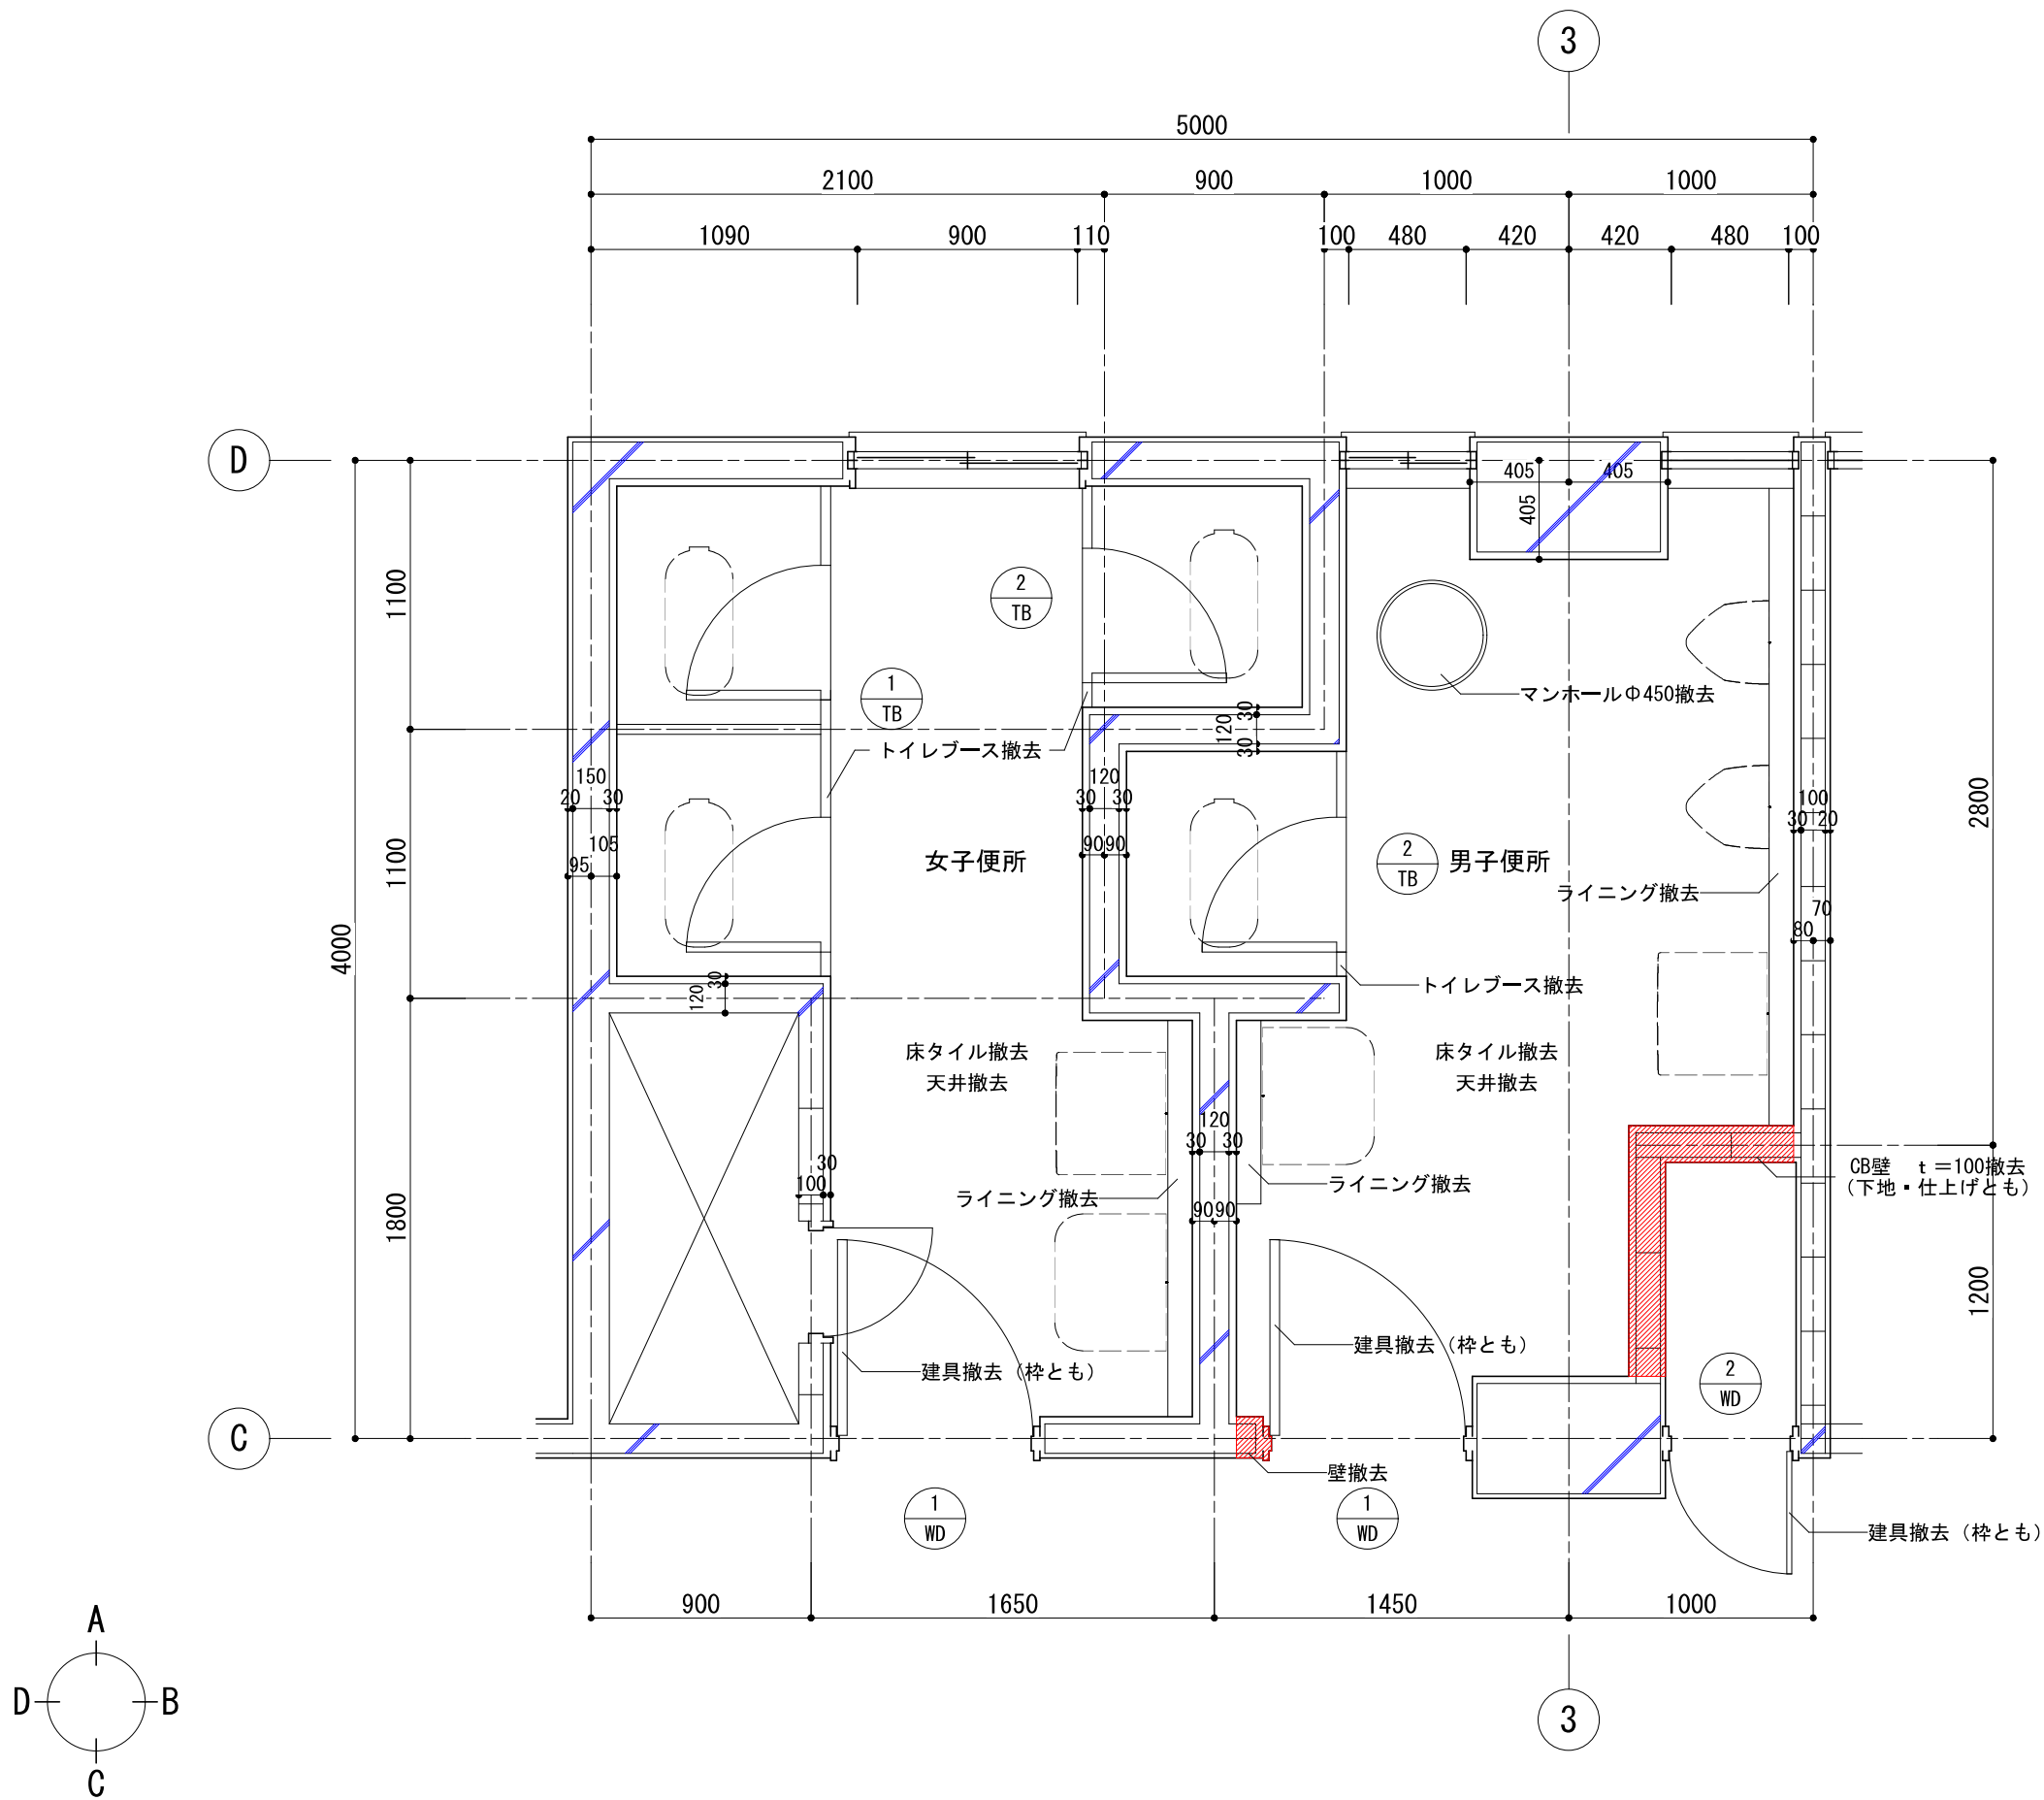 3
5000
2100 900 1000 1000
1090 900 110 100 480 420 420 480 100
D
405 405
405
1100
2
TB
1
TB
マンホールΦ450撤去
30
120
30
トイレブース撤去
150
20 30
105
95
120
30 30
90 90
100
30 20
2800
1100
女子便所
2
TB
男子便所
ライニング撤去
70
80
4000
トイレブース撤去
30
120
床タイル撤去
天井撤去
床タイル撤去
天井撤去
120
30 30
30
100
ライニング撤去
ライニング撤去
90 90
CB壁 t=100撤去
(下地・仕上げとも)
1800
1200
建具撤去(枠とも)
建具撤去(枠とも)
2
WD
C
壁撤去
1
WD
1
WD
建具撤去(枠とも)
900 1650 1450 1000
A
D B
C
3